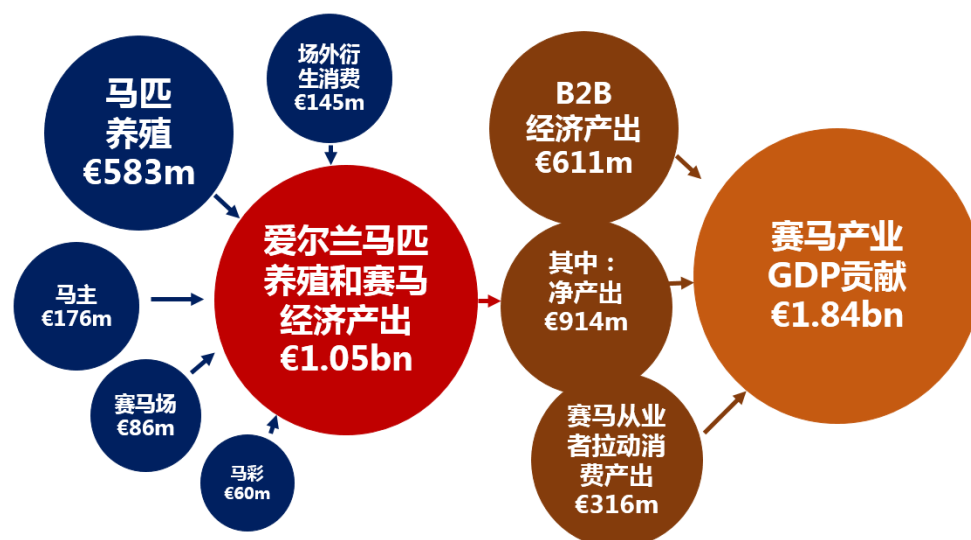 马匹
养殖
€583m
场外衍
生消费
€145m
马主
€176m
赛马场
€86m
马彩
€60m
爱尔兰马匹
养殖和赛马
经济产出
€1.05bn
B2B
经济产出
€611m
其中：
净产出
€914m
赛马从业
者拉动消
费产出
€316m
赛马产业
GDP贡献
€1.84bn